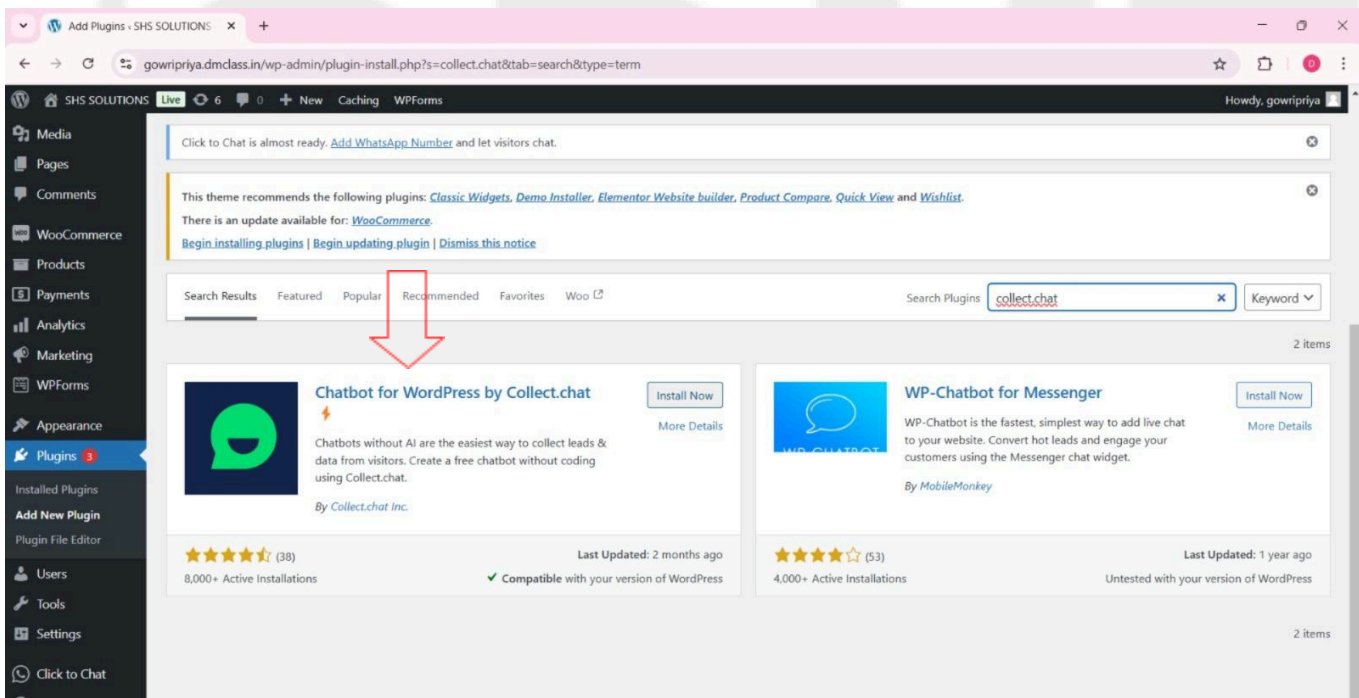 Add Plugins ‹ SHS SOLUTIONS
gowripriya.dmclass.in/wp-admin/plugin-install.php?s=collect.chat&tab=search&type=term
D
SHS SOLUTIONS Live 6 0 New Caching WPForms Howdy, gowripriya
Media
Pages
Comments
WooCommerce
Products
Payments
Analytics
Marketing
WPForms
Appearance
Plugins 3
Installed Plugins
Add New Plugin
Plugin File Editor
Users
Tools
Settings
Click to Chat
Click to Chat is almost ready. Add WhatsApp Number and let visitors chat.
This theme recommends the following plugins: Classic Widgets, Demo Installer, Elementor Website builder, Product Compare, Quick View and Wishlist.
There is an update available for: WooCommerce.
Begin installing plugins | Begin updating plugin | Dismiss this notice
Search Results Featured Popular Recommended Favorites Woo Search Plugins collect.chat Keyword
2 items
Chatbot for WordPress by Collect.chat
Install Now
More Details
Chatbots without AI are the easiest way to collect leads &
data from visitors. Create a free chatbot without coding
using Collect.chat.
By Collect.chat Inc.
(38)
Last Updated: 2 months ago
8,000+ Active Installations
Compatible with your version of WordPress
WP-CHATBOT
WP-Chatbot for Messenger
Install Now
More Details
WP-Chatbot is the fastest, simplest way to add live chat
to your website. Convert hot leads and engage your
customers using the Messenger chat widget.
By MobileMonkey
(53)
Last Updated: 1 year ago
4,000+ Active Installations
Untested with your version of WordPress
2 items